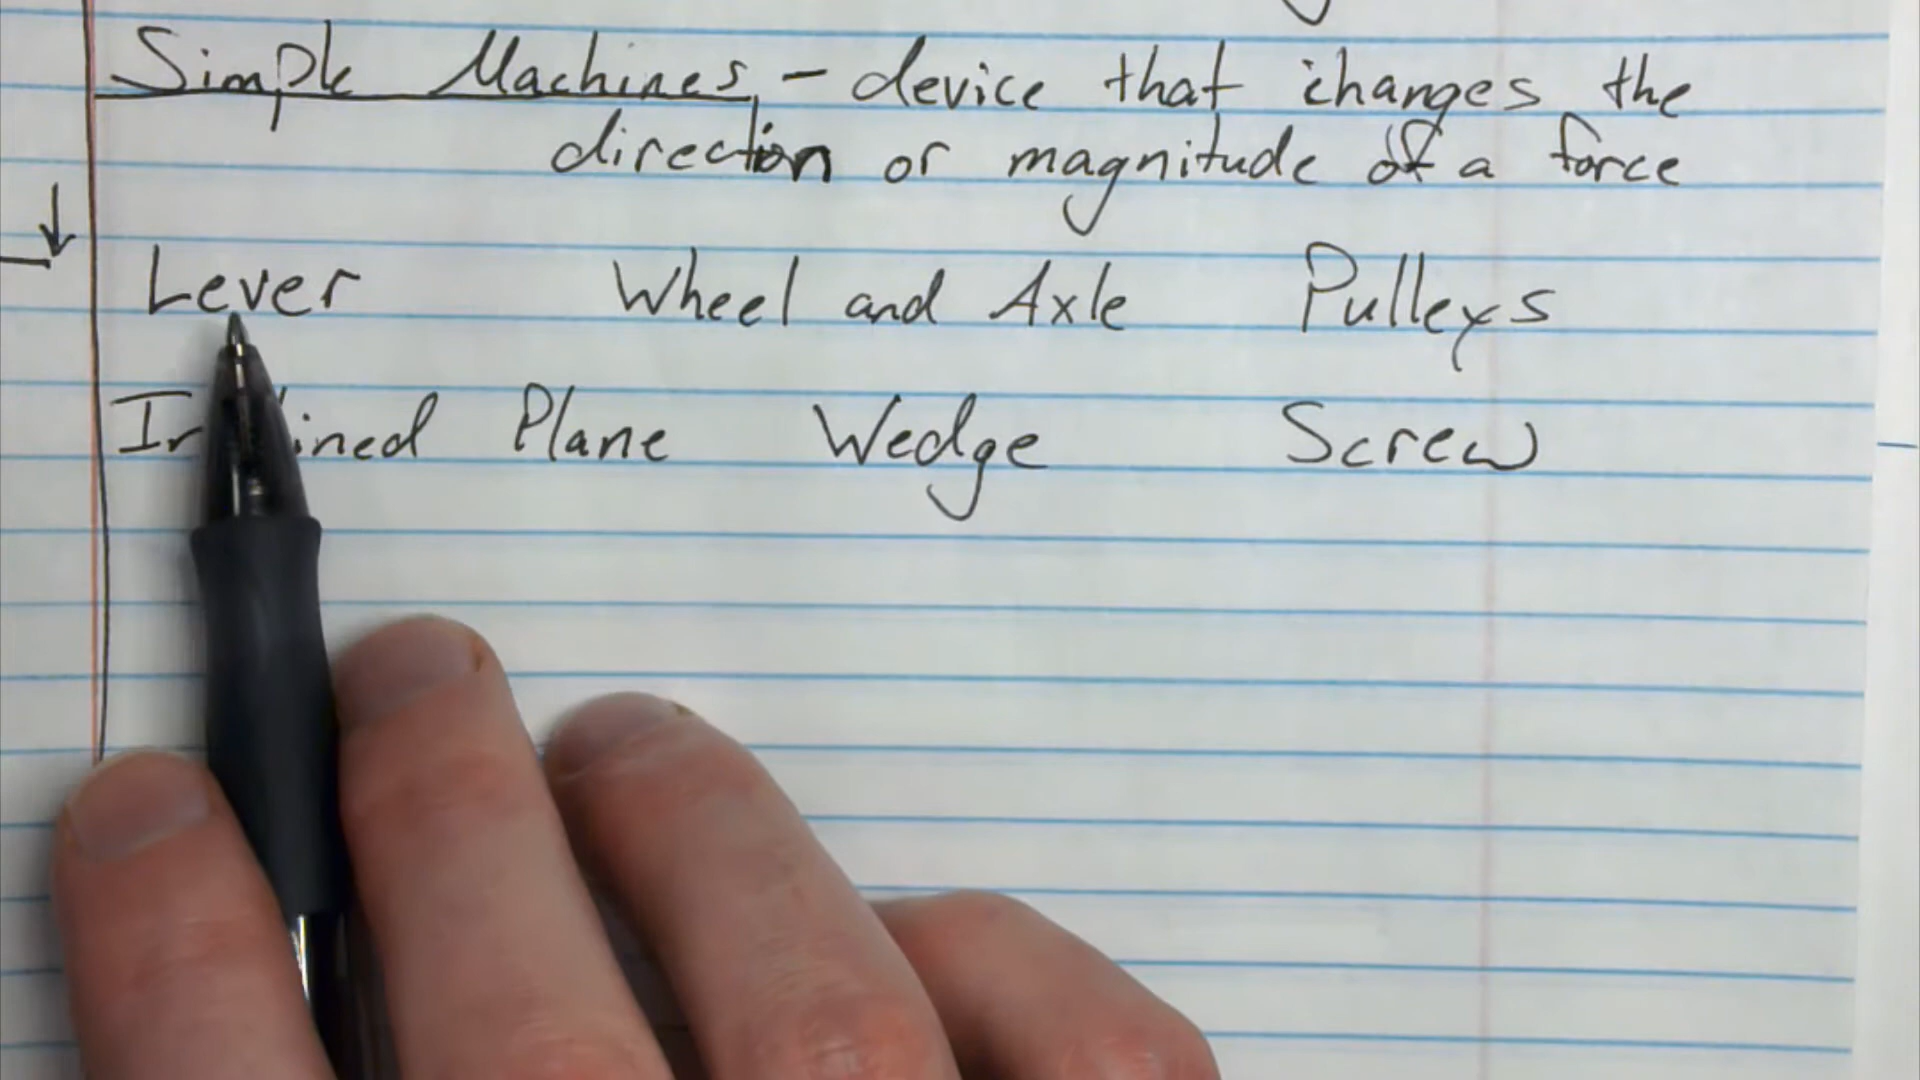 Simple Machines - device that changes the
direction or magnitude of a force
Lever Wheel and Axle Pulleys
Plane Wedge Screw